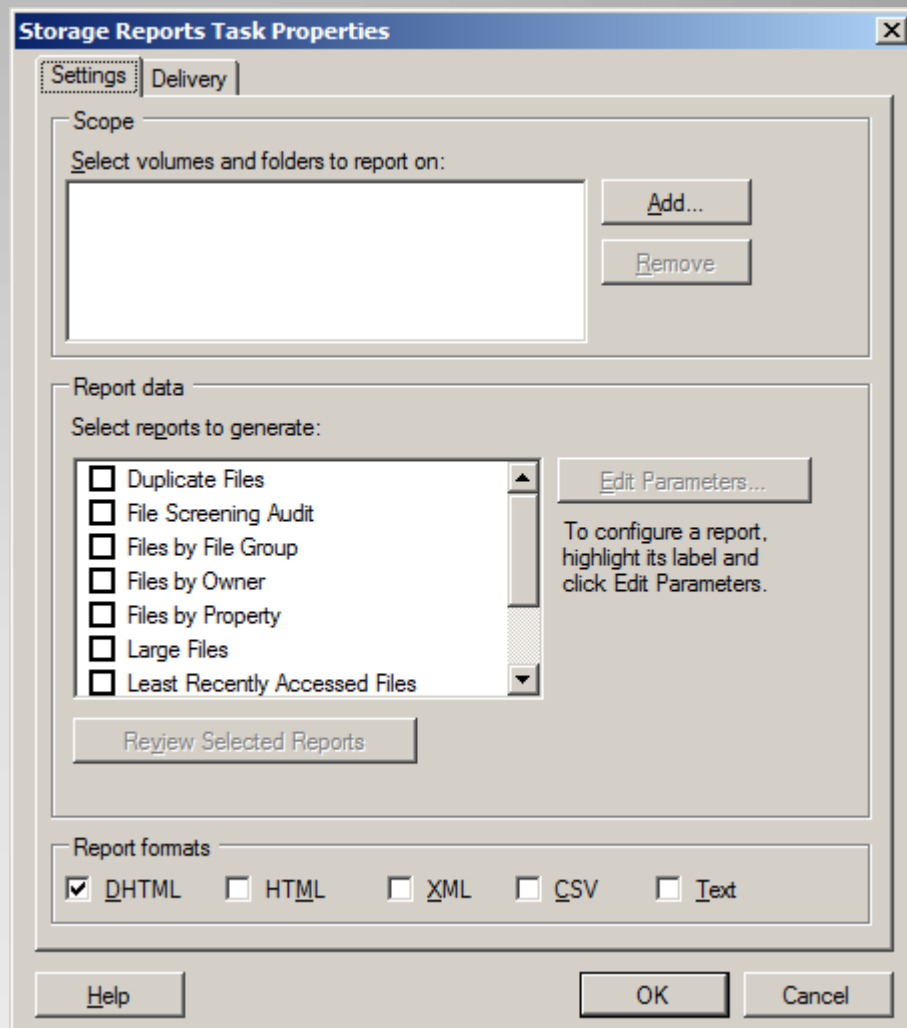 Storage Reports Task Properties
Settings Delivery
Scope
Select volumes and folders to report on:
Add...
Remove
Report data
Select reports to generate:
Duplicate Files
File Screening Audit
Files by File Group
Files by Owner
Files by Property
Large Files
Least Recently Accessed Files
Edit Parameters...
To configure a report,
highlight its label and
click Edit Parameters.
Review Selected Reports
Report formats
DHTML HTML XML CSV Text
Help OK Cancel